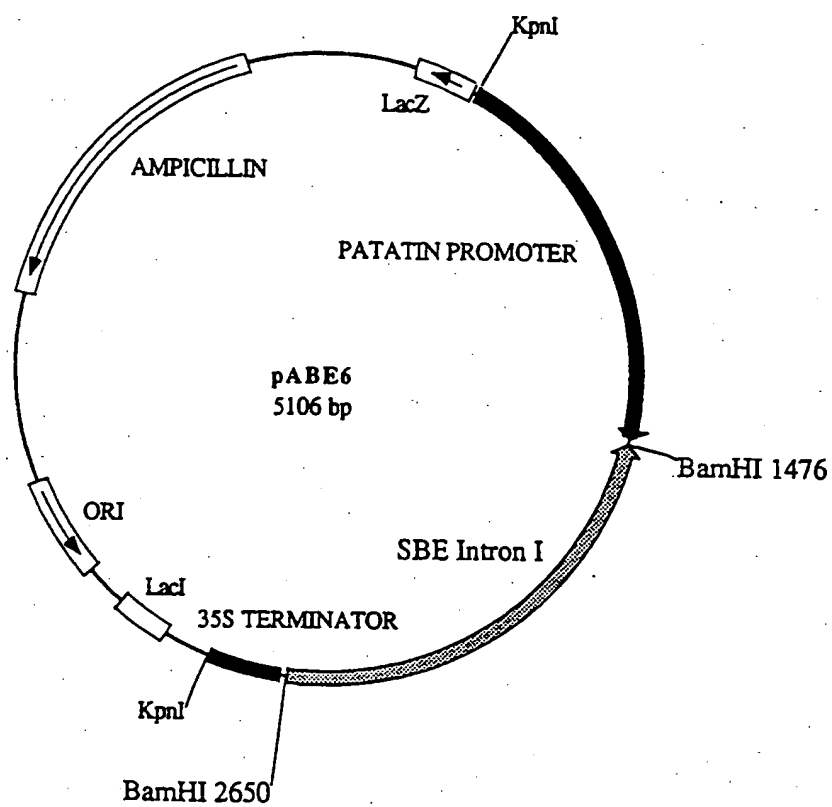 KpnI
LacZ
AMPICILLIN
PATATIN PROMOTER
pABE6
5106 bp
BamHI 1476
ORI
SBE Intron I
LacI
35S TERMINATOR
KpnI
BamHI 2650